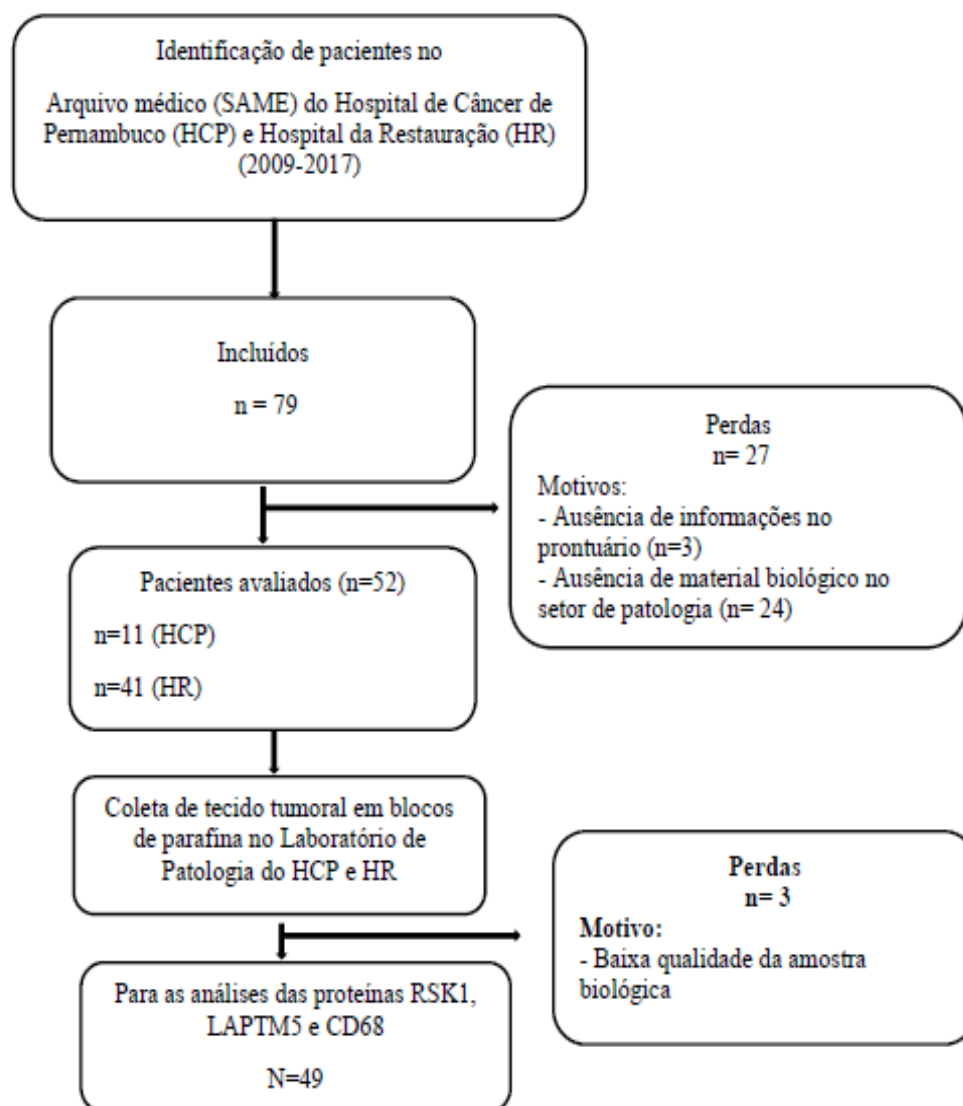 Identificação de pacientes no
Arquivo médico (SAME) do Hospital de Câncer de
Pernambuco (HCP) e Hospital da Restauração (HR)
(2009-2017)
Incluídos
n = 79
Perdas
n= 27
Motivos:
- Ausência de informações no
prontuário (n=3)
- Ausência de material biológico no
setor de patologia (n= 24)
Pacientes avaliados (n=52)
n=11 (HCP)
n=41 (HR)
Coleta de tecido tumoral em blocos
de parafina no Laboratório de
Patologia do HCP e HR
Perdas
n= 3
Motivo:
- Baixa qualidade da amostra
biológica
Para as análises das proteínas RSK1,
LAPTM5 e CD68
N=49